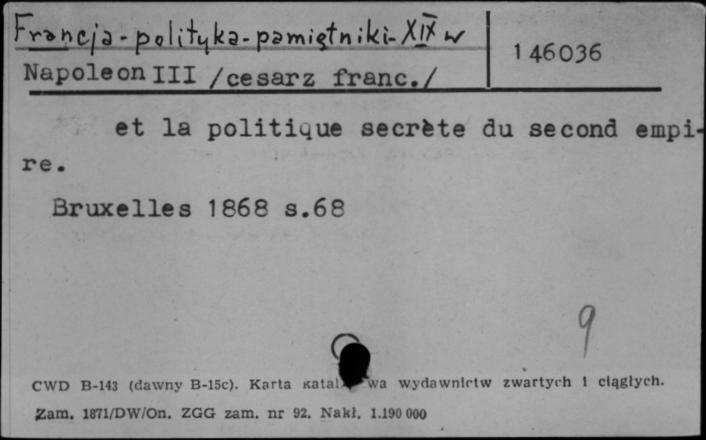 Francja - polityka - pamiętniki - XIX w
146036
Napoleon III /cesarz franc./
et la politique secrète du second empi-
re.
Bruxelles 1868 s.68
9
CWD B-143 (dawny B-15c). Karta wydawnictw zwartych i ciągłych.
Zam. 1871/DW/On. ZGG zam. nr 92. Nakł. 1.190 000